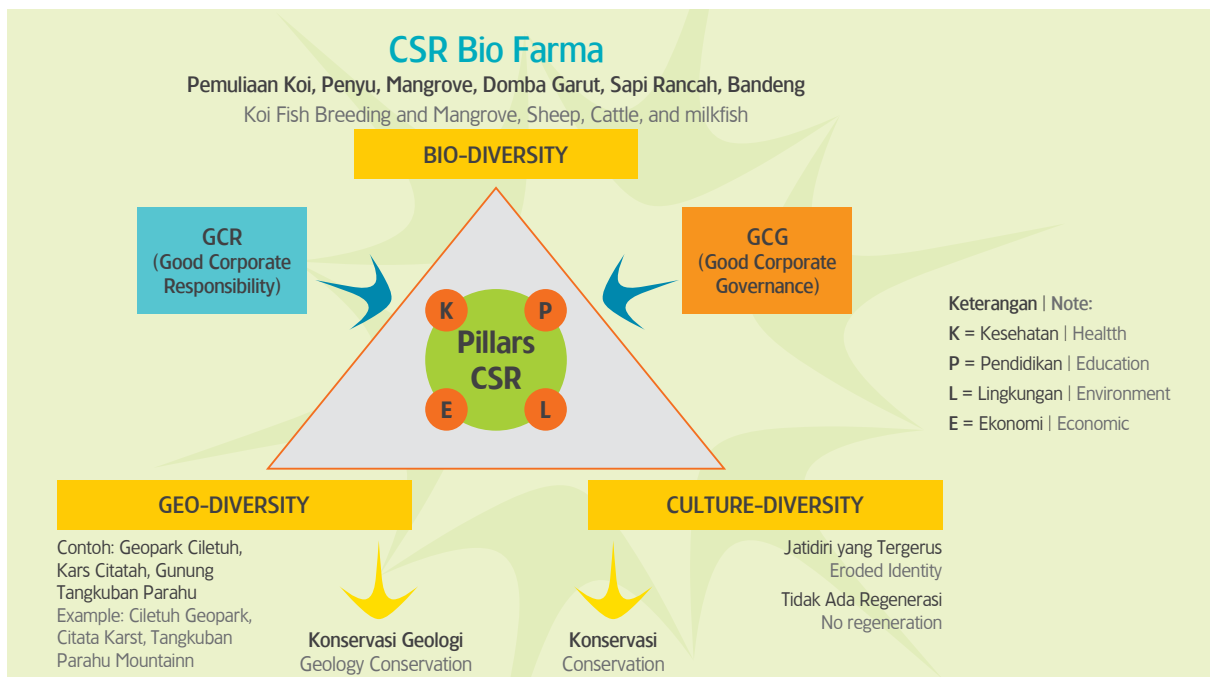 CSR Bio Farma
Pemuliaan Koi, Penyu, Mangrove, Domba Garut, Sapi Rancah, Bandeng
Koi Fish Breeding and Mangrove, Sheep, Cattle, and milkfish
BIO-DIVERSITY
GCR
(Good Corporate
Responsibility)
GCG
(Good Corporate
Governance)
K
P
Pillars
CSR
E
L
Keterangan | Note:
K = Kesehatan | Healtth
P = Pendidikan | Education
L = Lingkungan | Environment
E = Ekonomi | Economic
GEO-DIVERSITY
Contoh: Geopark Ciletuh,
Kars Citatah, Gunung
Tangkuban Parahu
Example: Ciletuh Geopark,
Citata Karst, Tangkuban
Parahu Mountainn
Konservasi Geologi
Geology Conservation
CULTURE-DIVERSITY
Konservasi
Conservation
Jatidiri yang Tergerus
Eroded Identity
Tidak Ada Regenerasi
No regeneration